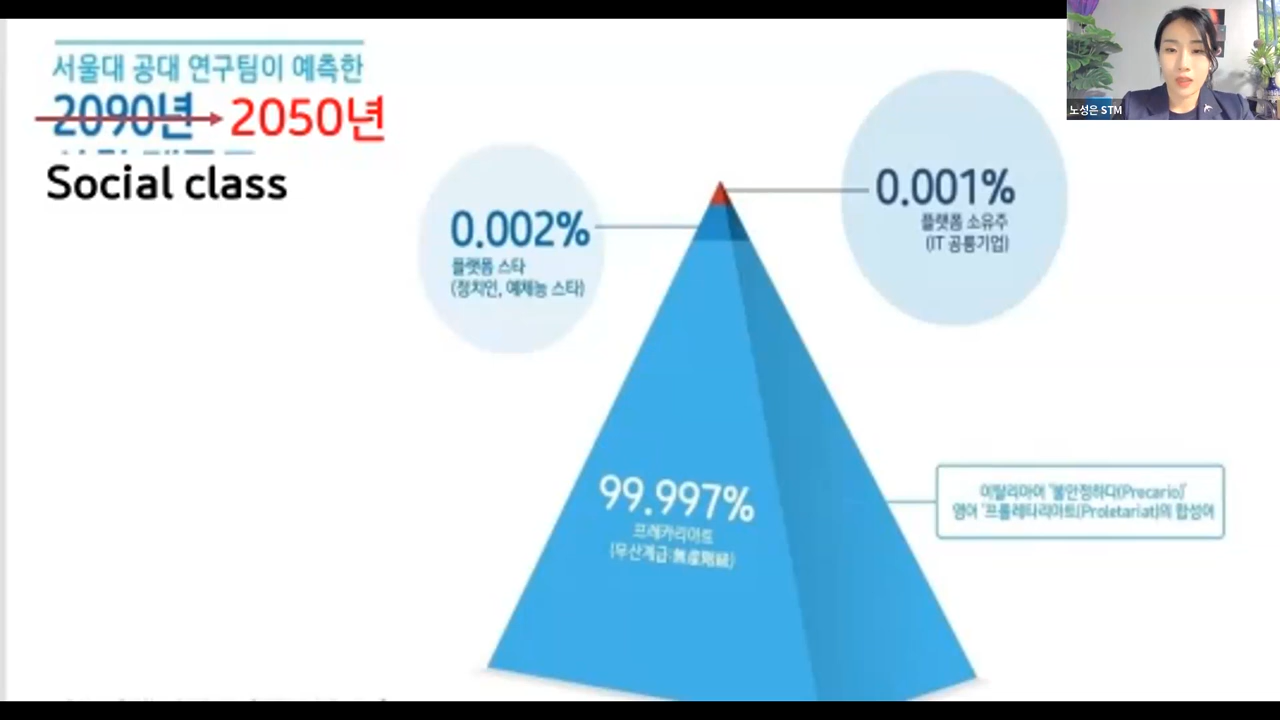 서울대 공대 연구팀이 예측한
2090년 2050년
Social class
0.002%
플랫폼 스타
(정치인, 예체능 스타)
0.001%
플랫폼 소유주
(IT 공룡기업)
99.997%
프레카리아트
(무산계급·無産階級)
이탈리아어 '불안정하다(Precario)'
영어 '프롤레타리아트(Proletariat)의 합성어
노성은 STM